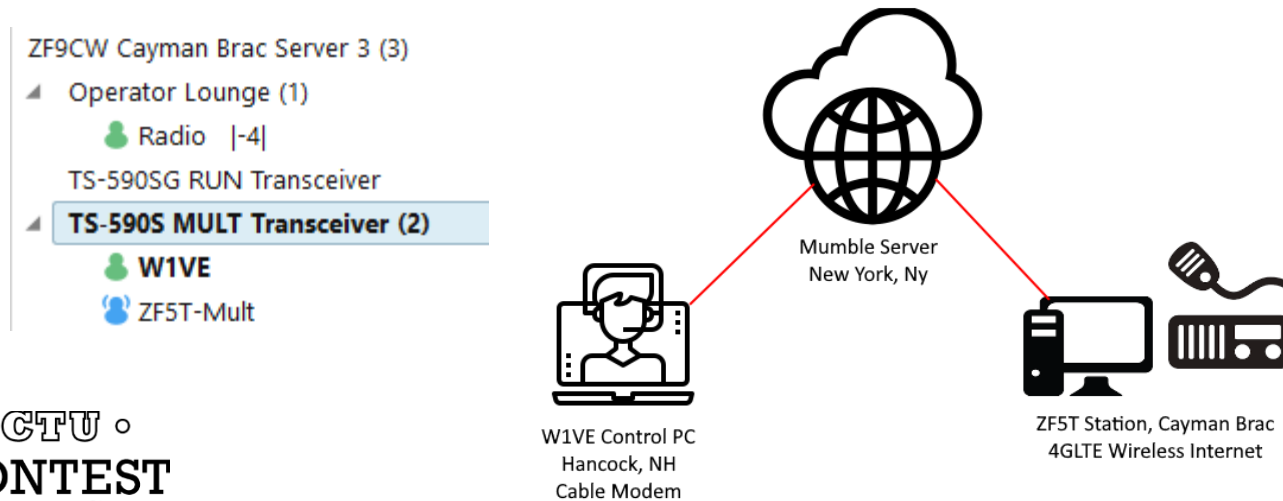 ZF9CW Cayman Brac Server 3 (3)
Operator Lounge (1)
Radio |-4|
TS-590SG RUN Transceiver
TS-590S MULT Transceiver (2)
W1VE
ZF5T-Mult
Mumble Server
New York, Ny
W1VE Control PC
Hancock, NH
Cable Modem
ZF5T Station, Cayman Brac
4GLTE Wireless Internet
CTU